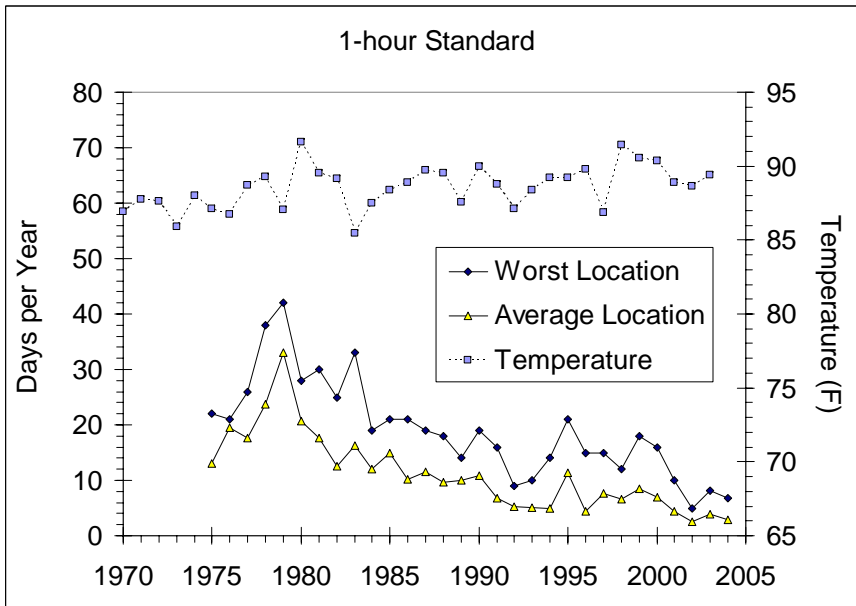 1-hour Standard
80
70
60
50
40
30
20
10
0
Days per Year
95
90
85
80
75
70
65
Temperature (F)
Worst Location
Average Location
Temperature
1970 1975 1980 1985 1990 1995 2000 2005